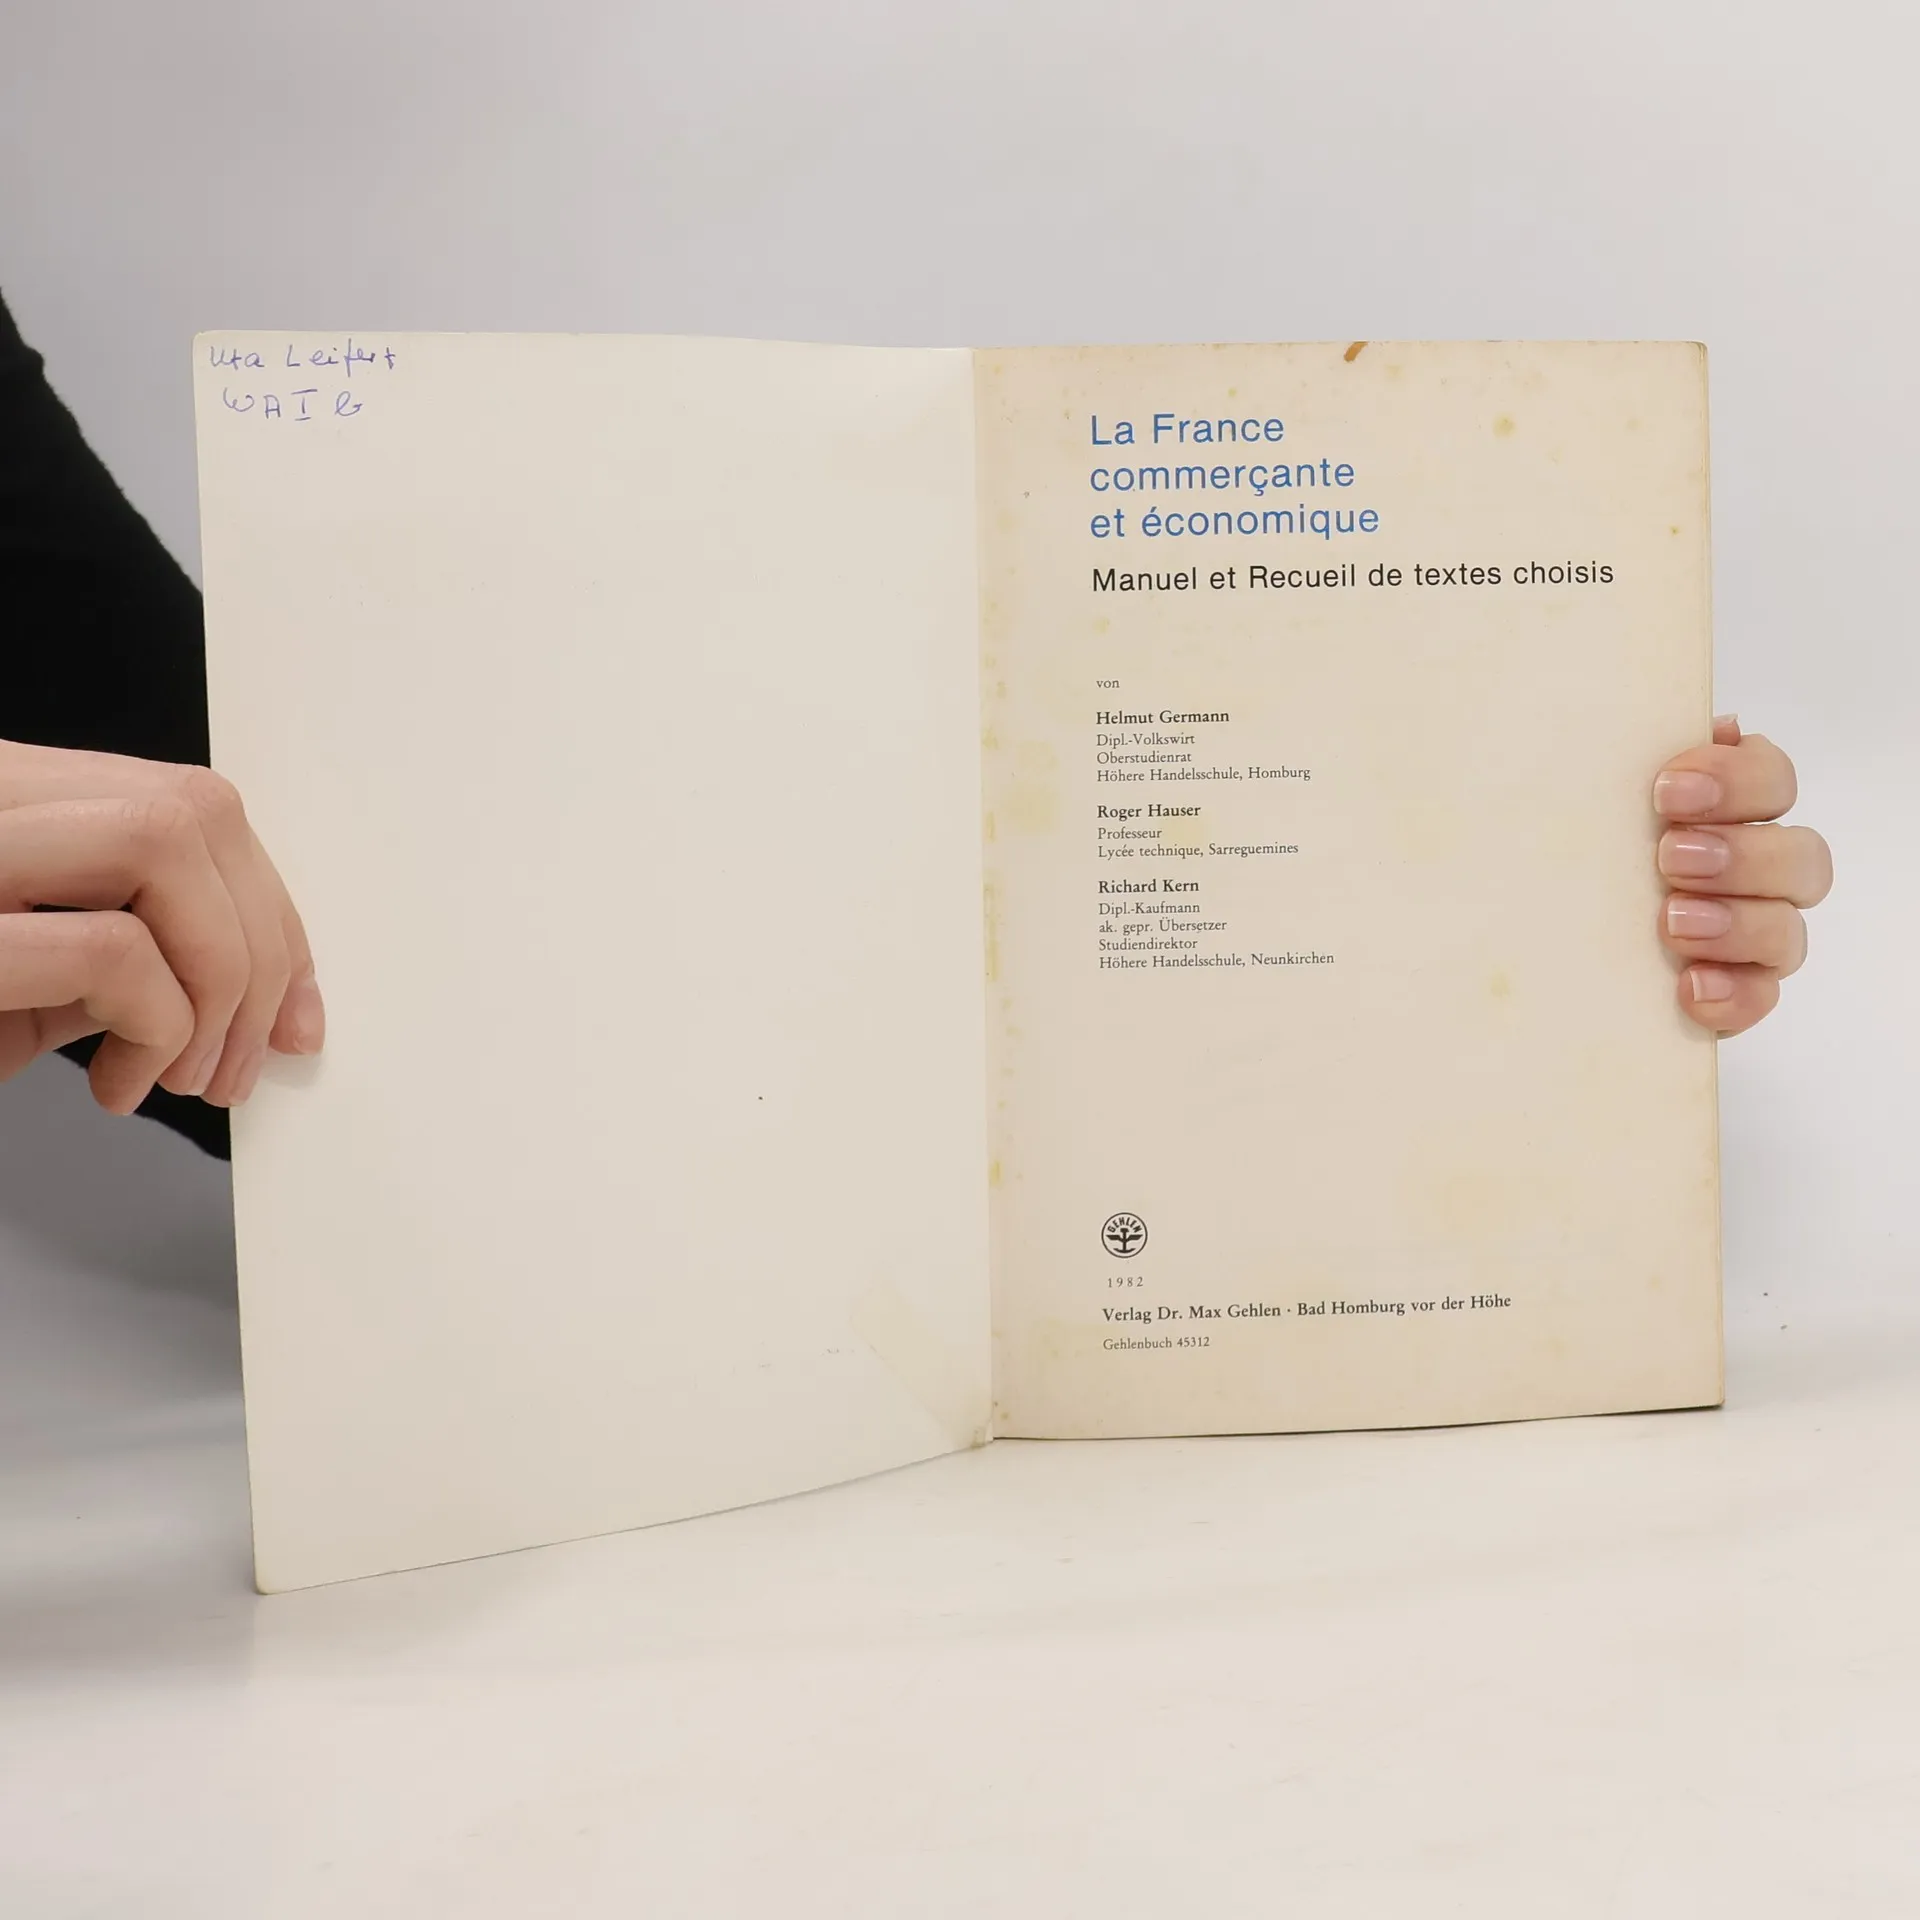 Uta Leifert
WA I b
La France
commerçante
et économique
Manuel et Recueil de textes choisis
von
Helmut Germann
Dipl.-Volkswirt
Oberstudienrat
Höhere Handelsschule, Homburg
Roger Hauser
Professeur
Lycée technique, Sarreguemines
Richard Kern
Dipl.-Kaufmann
ak. gepr. Übersetzer
Studiendirektor
Höhere Handelsschule, Neunkirchen
GEHLEN
1982
Verlag Dr. Max Gehlen · Bad Homburg vor der Höhe
Gehlenbuch 45312